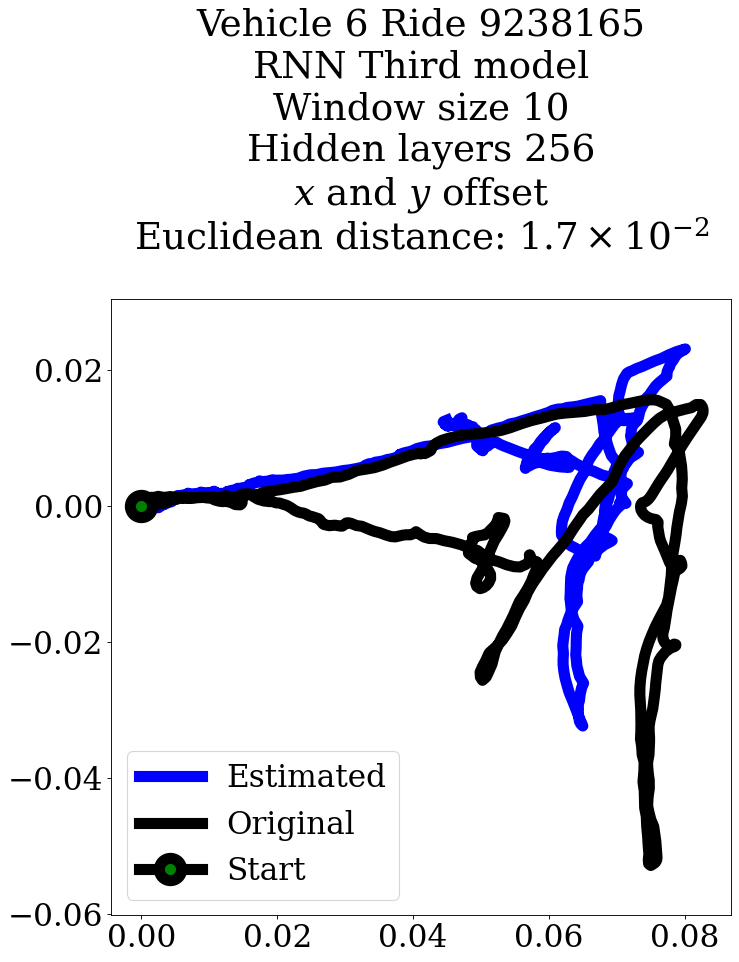 Vehicle 6 Ride 9238165
RNN Third model
Window size 10
Hidden layers 256
x and y offset
Euclidean distance: 1.7 × 10⁻²
0.02
0.00
−0.02
−0.04
−0.06
Estimated
Original
Start
0.00 0.02 0.04 0.06 0.08